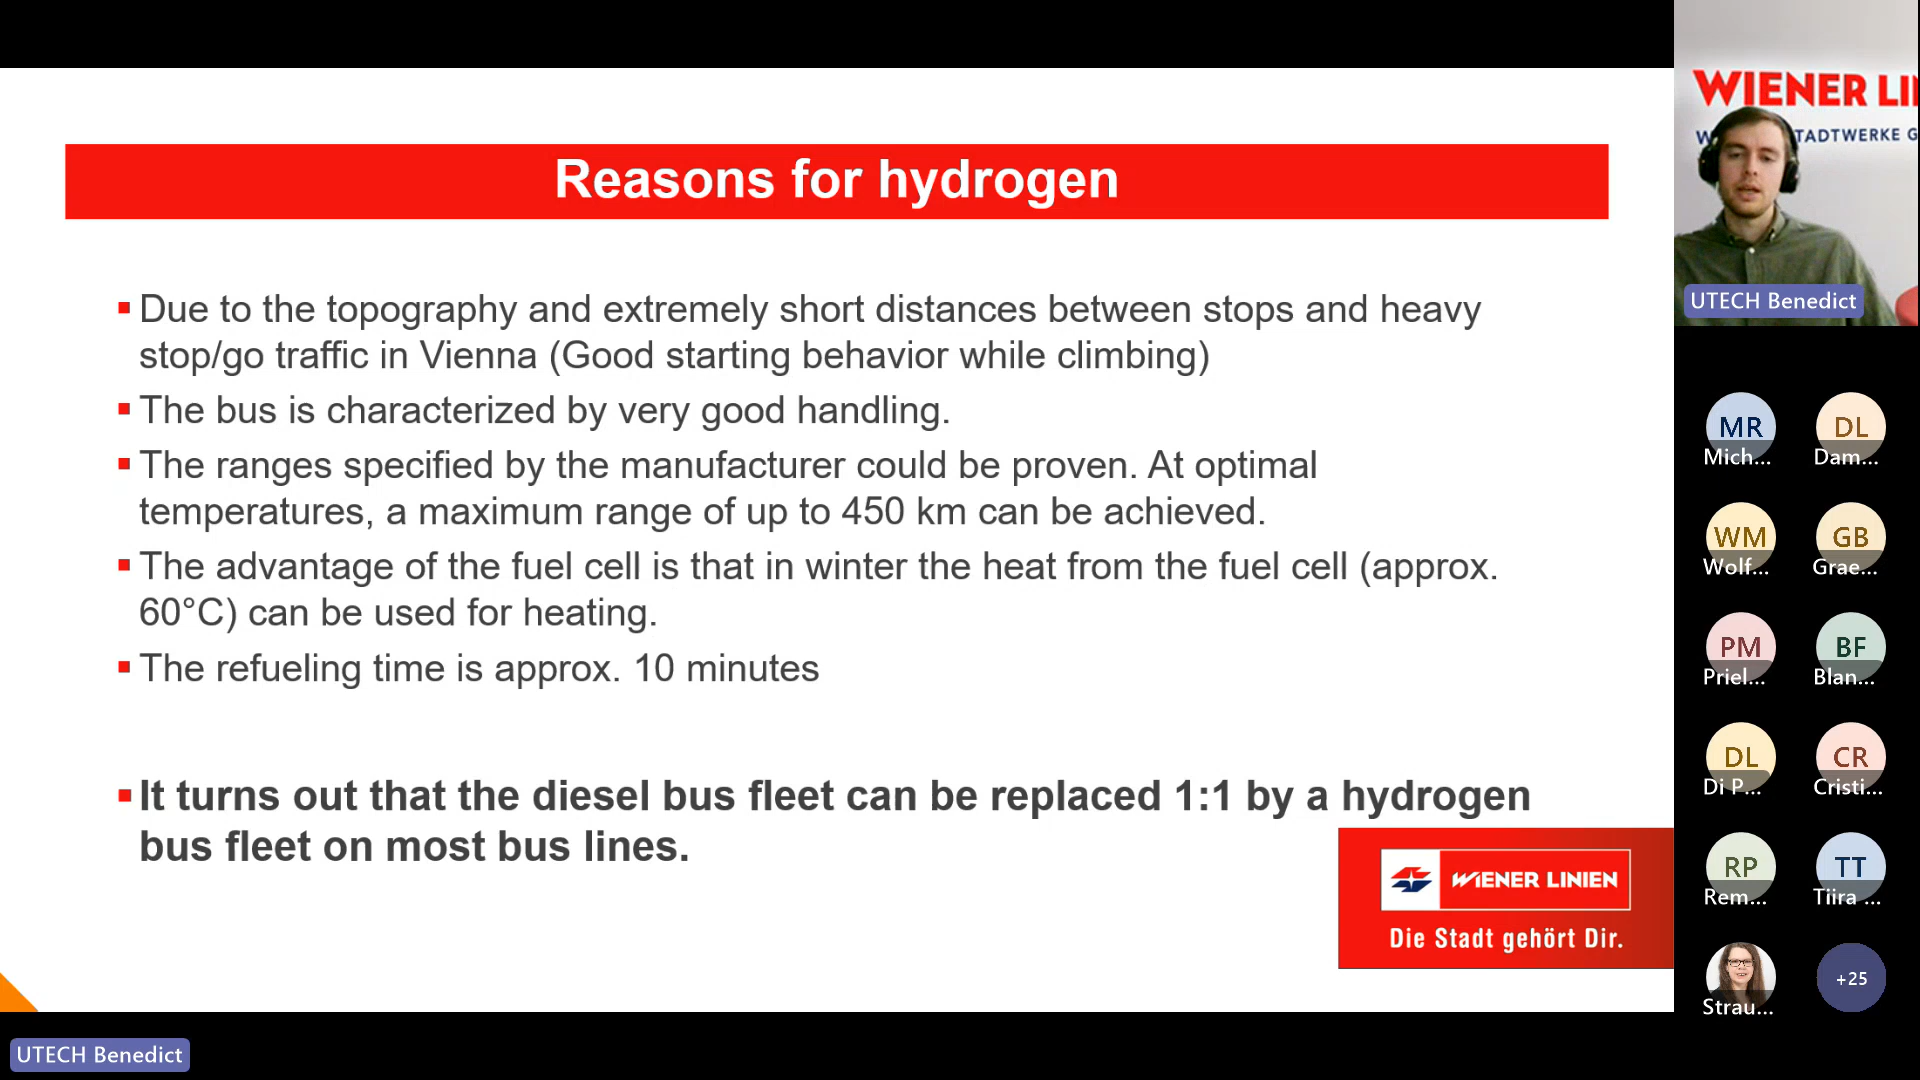 Reasons for hydrogen
Due to the topography and extremely short distances between stops and heavy
stop/go traffic in Vienna (Good starting behavior while climbing)
The bus is characterized by very good handling.
The ranges specified by the manufacturer could be proven. At optimal
temperatures, a maximum range of up to 450 km can be achieved.
The advantage of the fuel cell is that in winter the heat from the fuel cell (approx.
60°C) can be used for heating.
The refueling time is approx. 10 minutes
It turns out that the diesel bus fleet can be replaced 1:1 by a hydrogen
bus fleet on most bus lines.
WIENER LINIEN
Die Stadt gehört Dir.
UTECH Benedict
WIENER LI
TADTWERKE G
UTECH Benedict
MR DL
Mich... Dam...
WM GB
Wolf... Grae...
PM BF
Priel... Blan...
DL CR
Di P... Cristi...
RP TT
Rem... Tiira ...
+25
Strau...